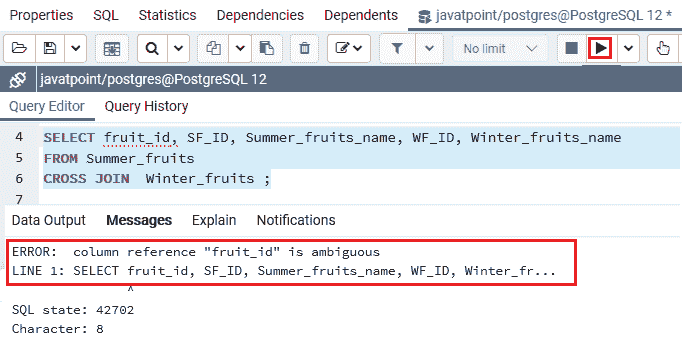 Properties SQL Statistics Dependencies Dependents javatpoint/postgres@PostgreSQL 12 *
No limit
javatpoint/postgres@PostgreSQL 12
Query Editor Query History
4 SELECT fruit_id, SF_ID, Summer_fruits_name, WF_ID, Winter_fruits_name
5 FROM Summer_fruits
6 CROSS JOIN Winter_fruits ;
7
Data Output Messages Explain Notifications
ERROR: column reference "fruit_id" is ambiguous
LINE 1: SELECT fruit_id, SF_ID, Summer_fruits_name, WF_ID, Winter_fr...
^
SQL state: 42702
Character: 8